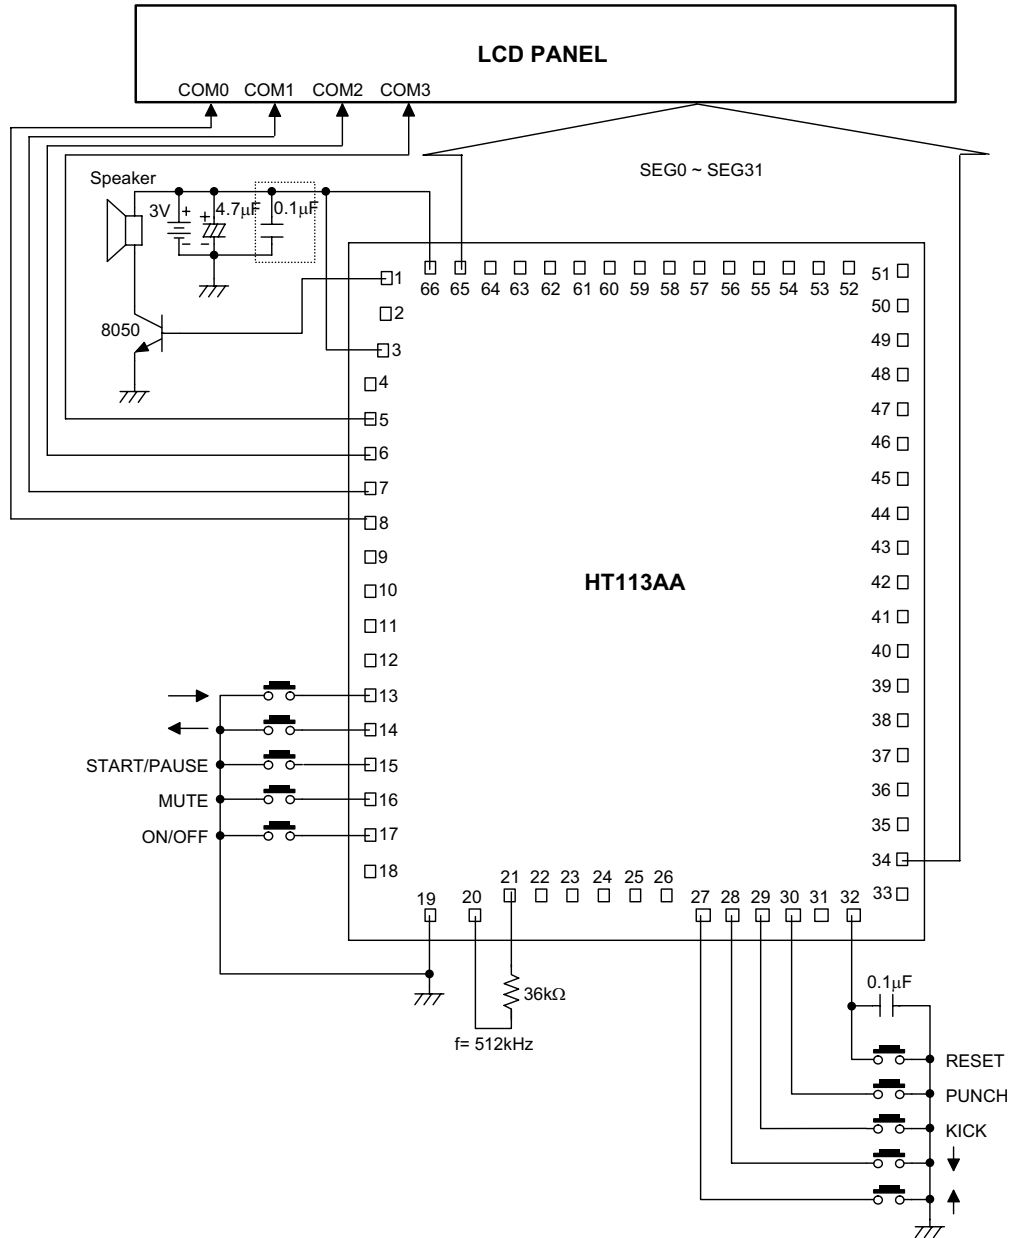 LCD PANEL
COM0 COM1 COM2 COM3
SEG0 ~ SEG31
Speaker
3V + − + − 4.7μF 0.1μF
8050
66 65 64 63 62 61 60 59 58 57 56 55 54 53 52
1
2
3
4
5
6
7
8
9
10
11
12
13
14
START/PAUSE 15
MUTE 16
ON/OFF 17
18
HT113AA
51
50
49
48
47
46
45
44
43
42
41
40
39
38
37
36
35
34
33
19 20 21 22 23 24 25 26 27 28 29 30 31 32
36kΩ
f= 512kHz
0.1μF
RESET
PUNCH
KICK